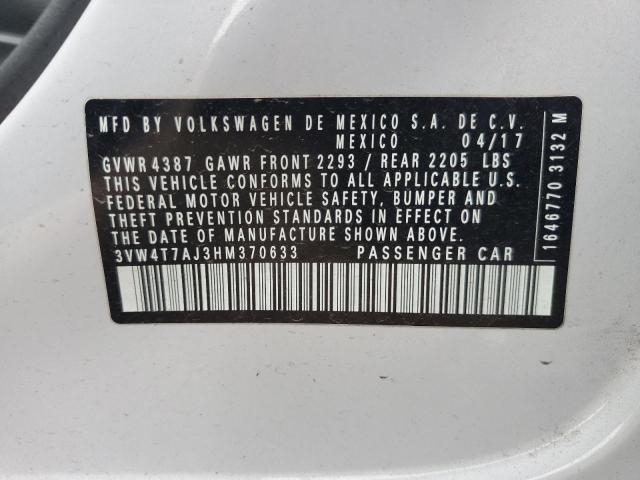 MFD BY VOLKSWAGEN DE MEXICO S.A. DE C.V.
MEXICO 04/17
GVWR 4387 GAWR FRONT 2293 / REAR 2205 LBS
THIS VEHICLE CONFORMS TO ALL APPLICABLE U.S.
FEDERAL MOTOR VEHICLE SAFETY, BUMPER AND
THEFT PREVENTION STANDARDS IN EFFECT ON
THE DATE OF MANUFACTURE SHOWN ABOVE.
3VW4T7AJ3HM370633 PASSENGER CAR
1646770 3132 M